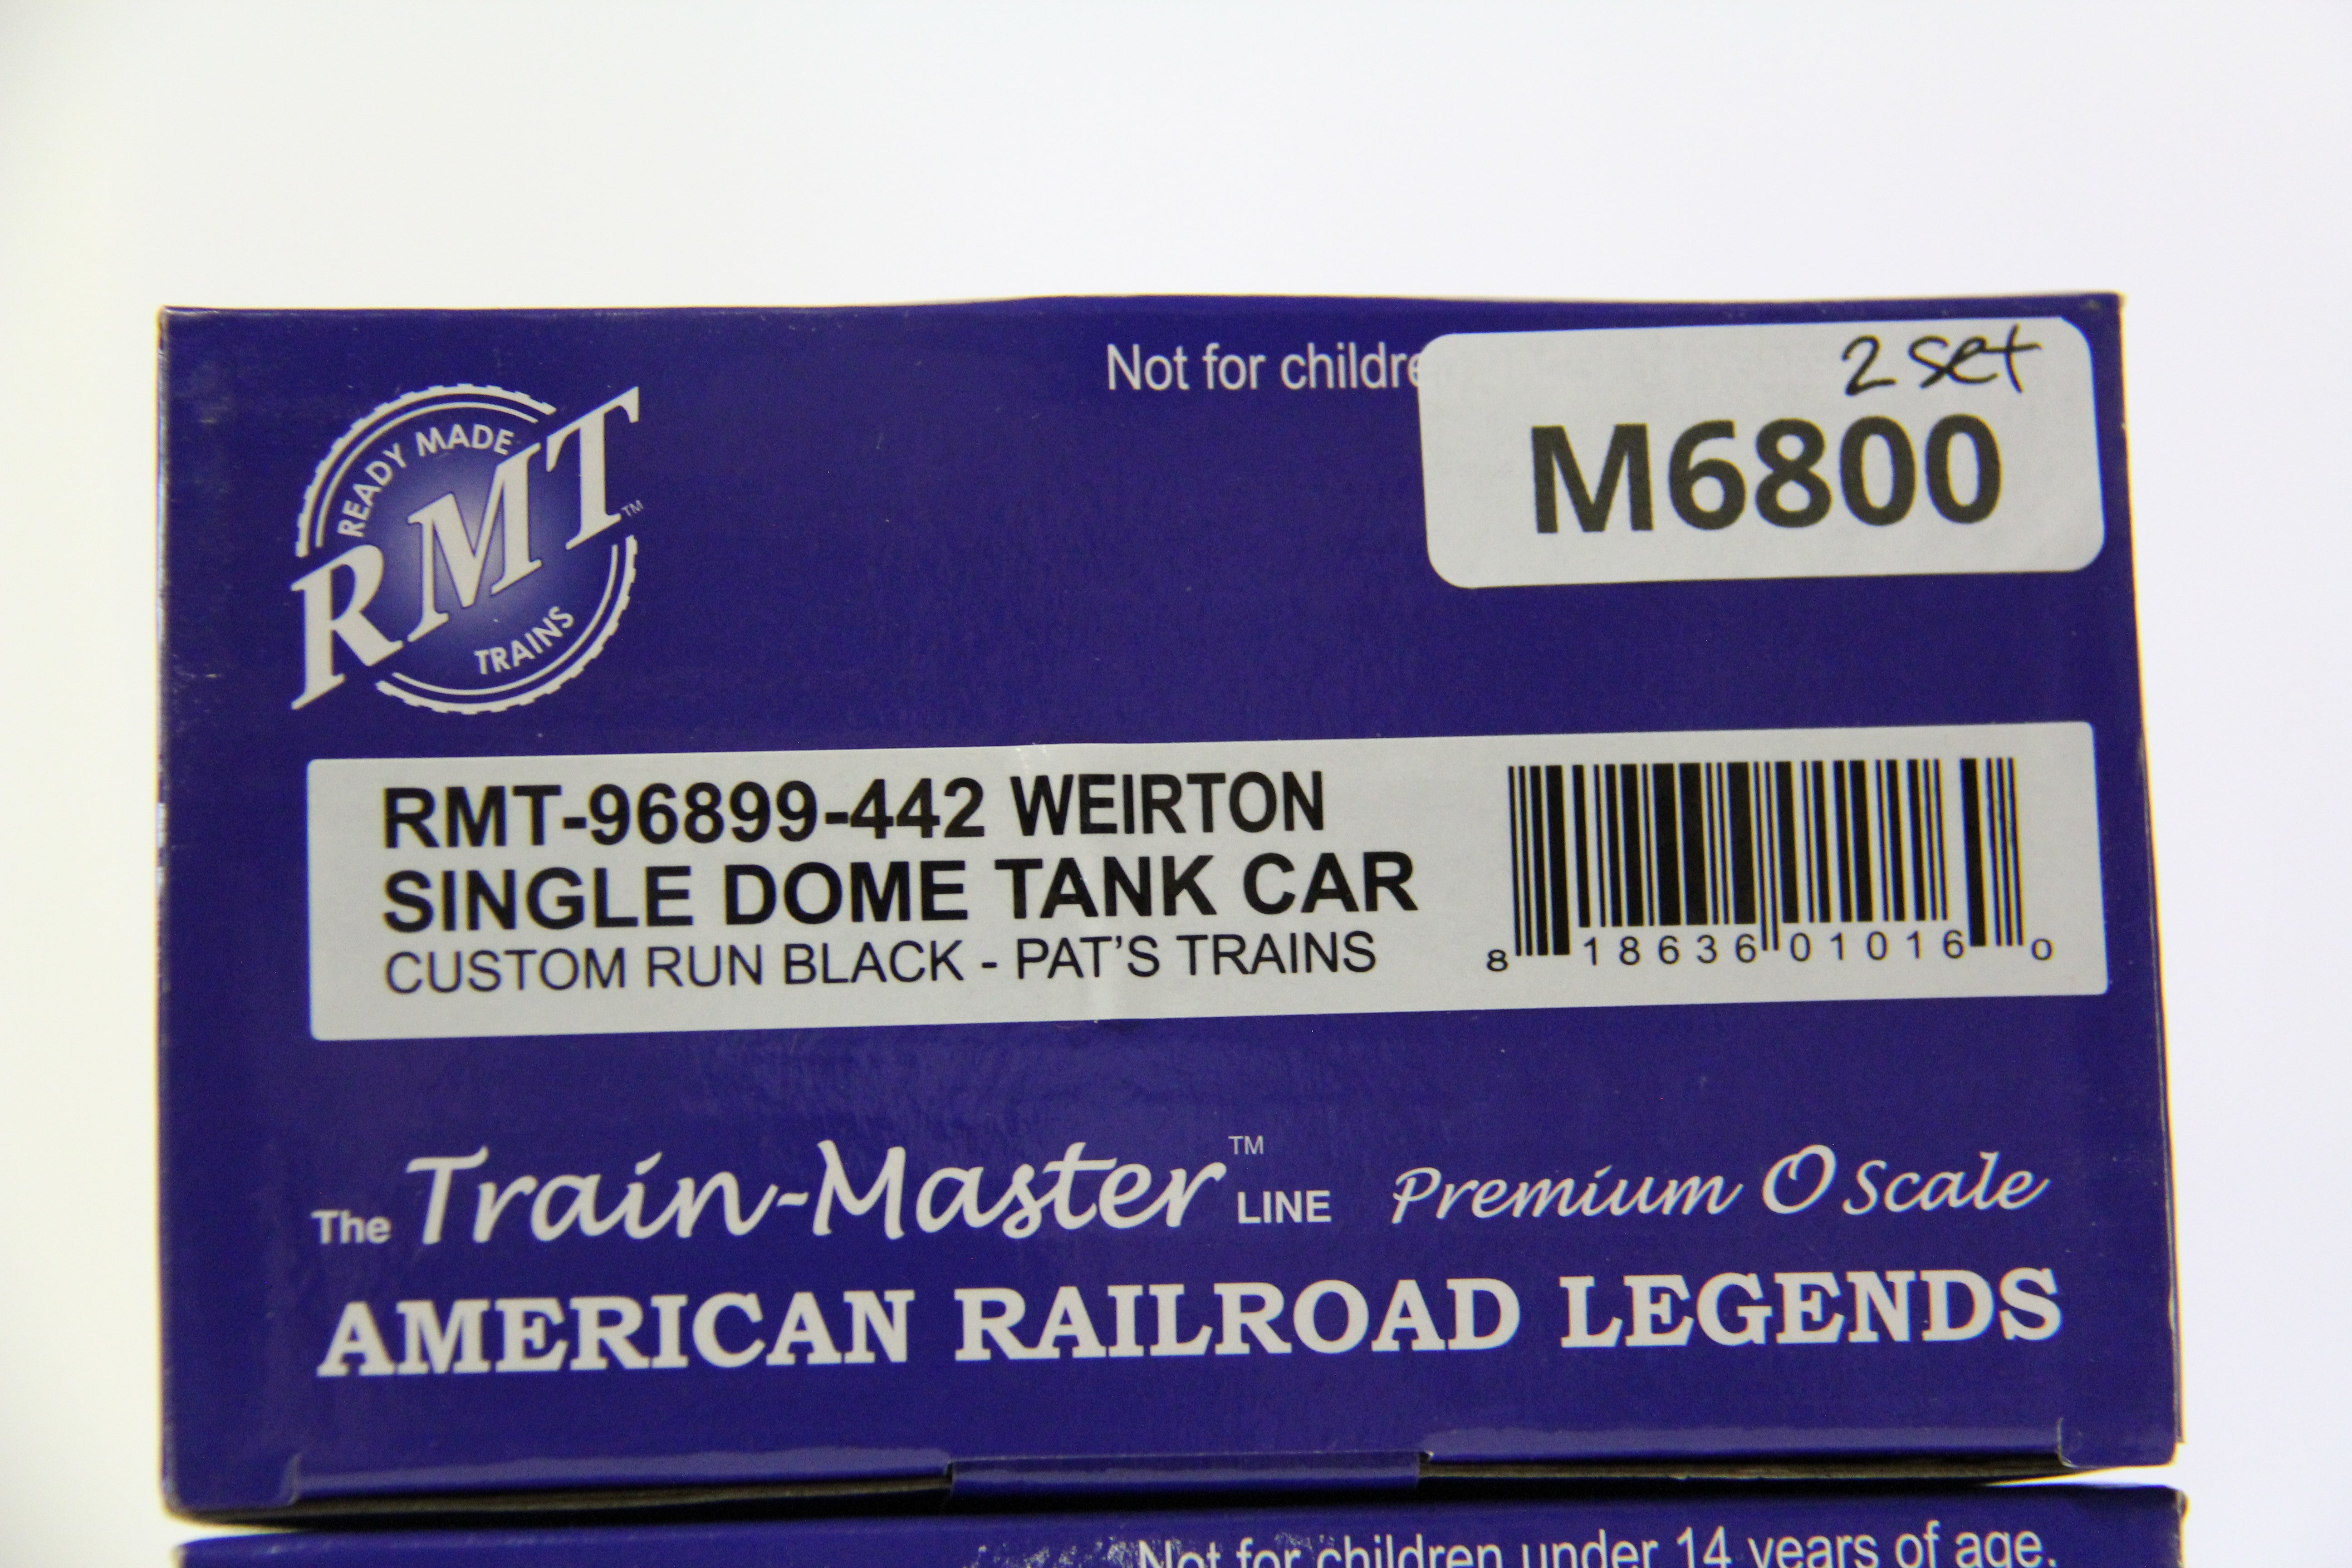 Not for childre
2 set
M6800
READY MADE
RMT™
TRAINS
RMT-96899-442 WEIRTON
SINGLE DOME TANK CAR
CUSTOM RUN BLACK - PAT'S TRAINS
8 18636 01016 0
The Train-Master™ LINE Premium O Scale
AMERICAN RAILROAD LEGENDS
Not for children under 14 years of age.